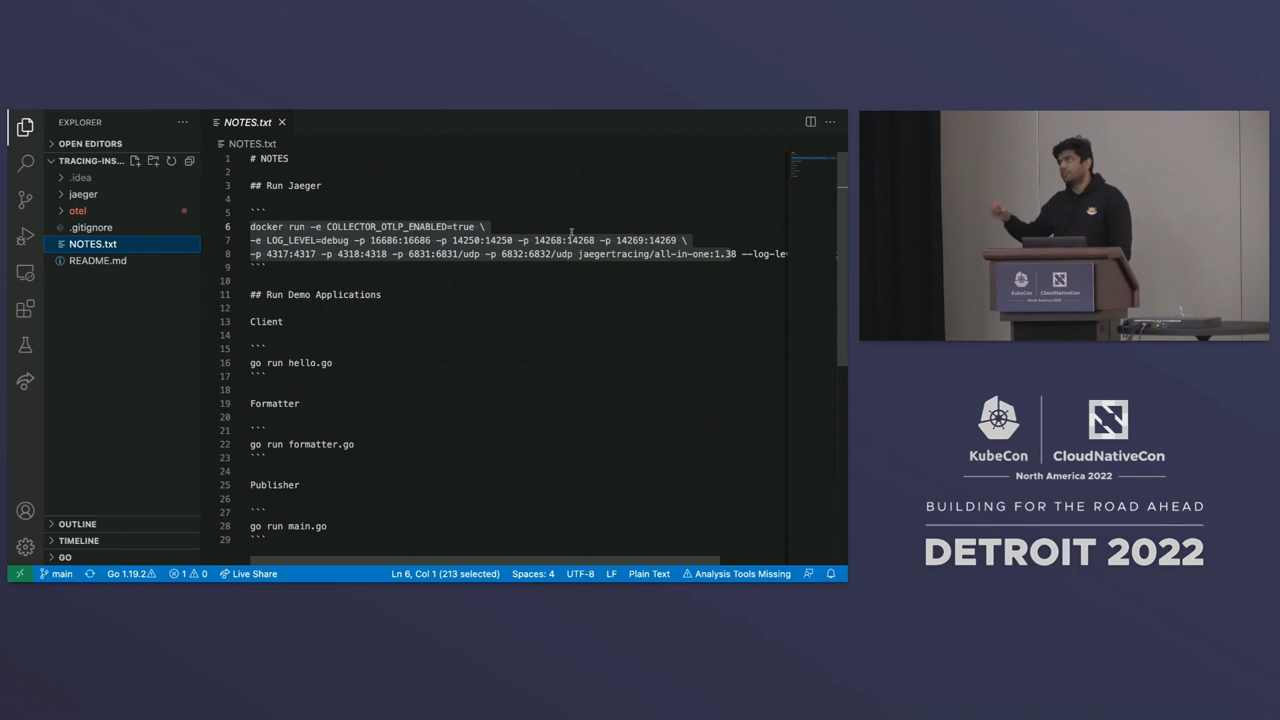 EXPLORER
OPEN EDITORS
TRACING-INS...
.idea
jaeger
otel
.gitignore
NOTES.txt
README.md
OUTLINE
TIMELINE
GO
NOTES.txt
NOTES.txt
1 # NOTES
2
3 ## Run Jaeger
4
5 ```
6 docker run -e COLLECTOR_OTLP_ENABLED=true \
7 -e LOG_LEVEL=debug -p 16686:16686 -p 14250:14250 -p 14268:14268 -p 14269:14269 \
8 -p 4317:4317 -p 4318:4318 -p 6831:6831/udp -p 6832:6832/udp jaegertracing/all-in-one:1.38 --log-lev
9 ```
10
11 ## Run Demo Applications
12
13 Client
14
15 ```
16 go run hello.go
17 ```
18
19 Formatter
20
21 ```
22 go run formatter.go
23 ```
24
25 Publisher
26
27 ```
28 go run main.go
29 ```
main Go 1.19.2 1 0 Live Share Ln 6, Col 1 (213 selected) Spaces: 4 UTF-8 LF Plain Text Analysis Tools Missing
KubeCon CloudNativeCon
North America 2022
KubeCon CloudNativeCon
North America 2022
BUILDING FOR THE ROAD AHEAD
DETROIT 2022